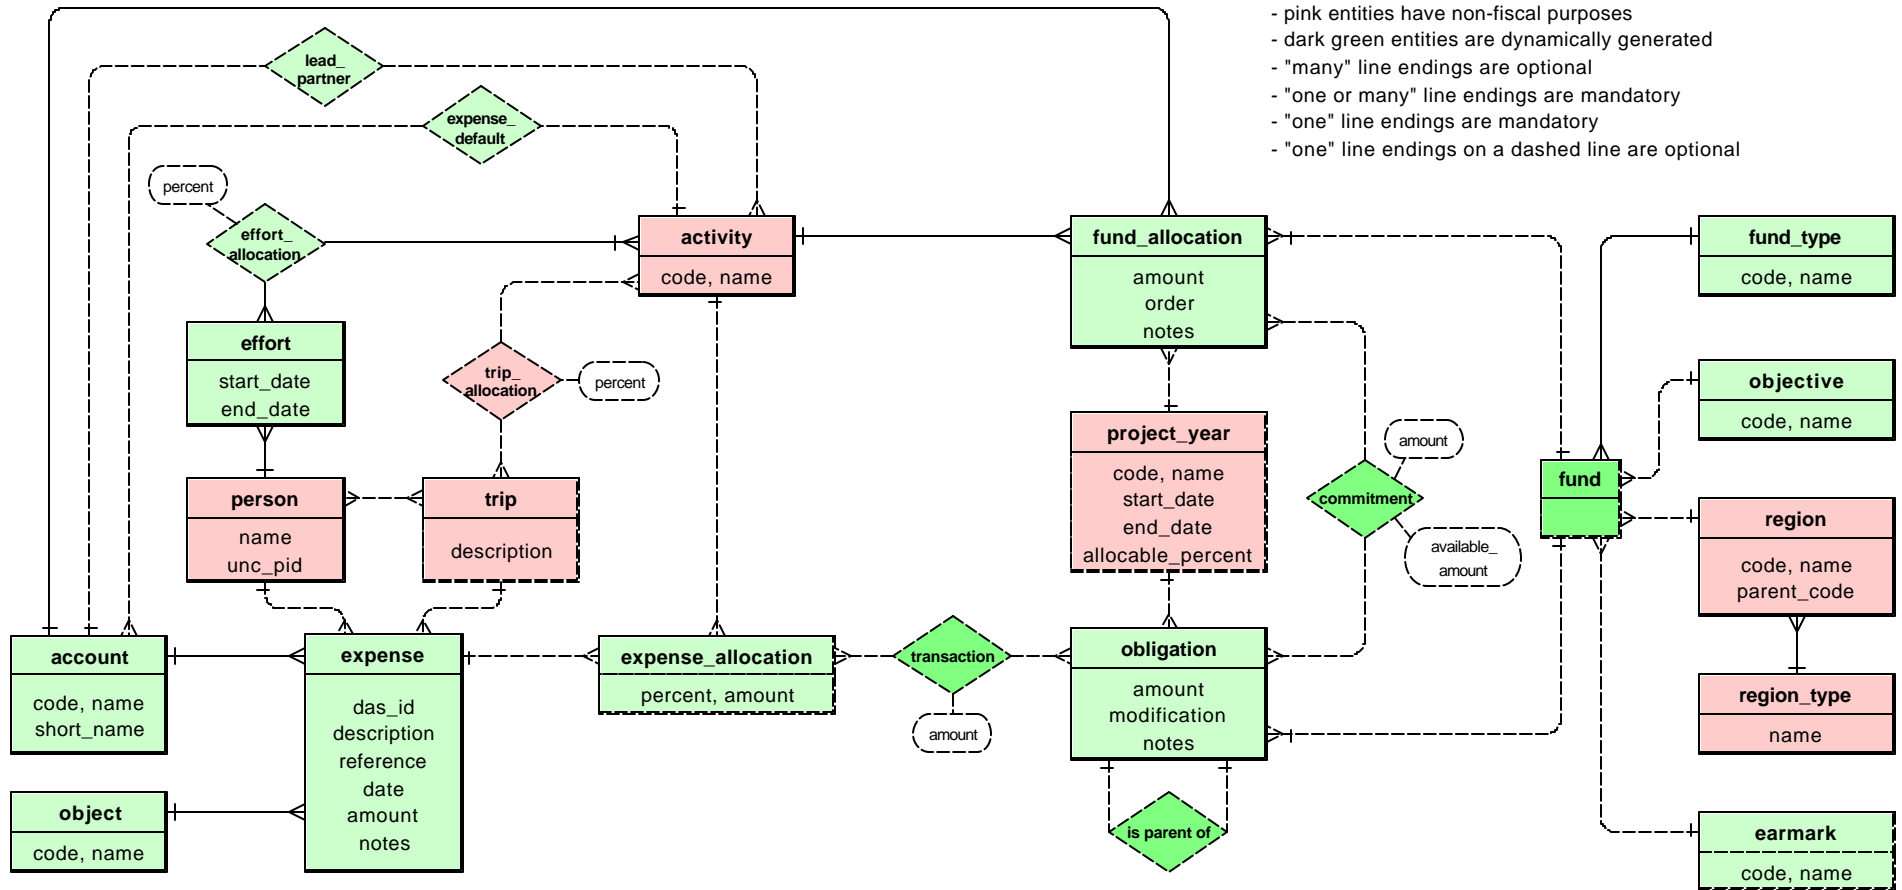 - pink entities have non-fiscal purposes
- dark green entities are dynamically generated
- "many" line endings are optional
- "one or many" line endings are mandatory
- "one" line endings are mandatory
- "one" line endings on a dashed line are optional
lead_
partner
expense_
default
percent
effort_
allocation
activity
code, name
fund_allocation
amount
order
notes
fund_type
code, name
effort
start_date
end_date
trip_
allocation
percent
objective
code, name
project_year
code, name
start_date
end_date
allocable_percent
amount
commitment
available_
amount
fund
person
name
unc_pid
trip
description
region
code, name
parent_code
account
code, name
short_name
expense
das_id
description
reference
date
amount
notes
expense_allocation
percent, amount
transaction
amount
obligation
amount
modification
notes
region_type
name
object
code, name
is parent of
earmark
code, name